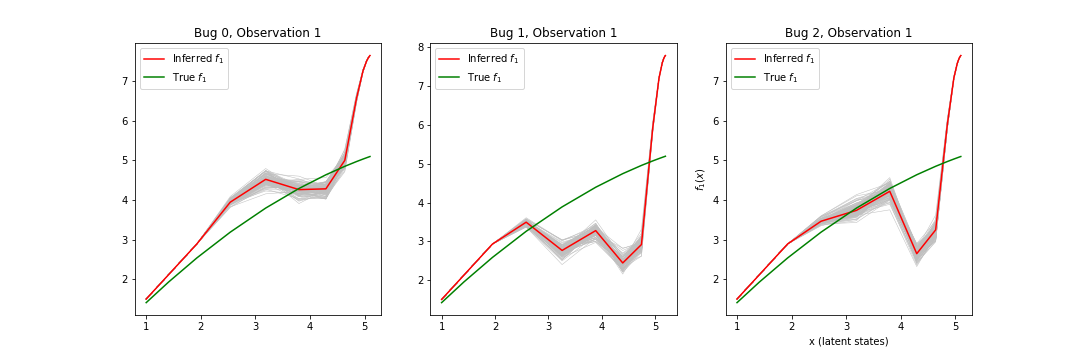 Bug 0, Observation 1
Inferred f₁
True f₁
7
6
5
4
3
2
1 2 3 4 5
Bug 1, Observation 1
Inferred f₁
True f₁
8
7
6
5
4
3
2
1 2 3 4 5
Bug 2, Observation 1
Inferred f₁
True f₁
f₁(x)
7
6
5
4
3
2
1 2 3 4 5
x (latent states)